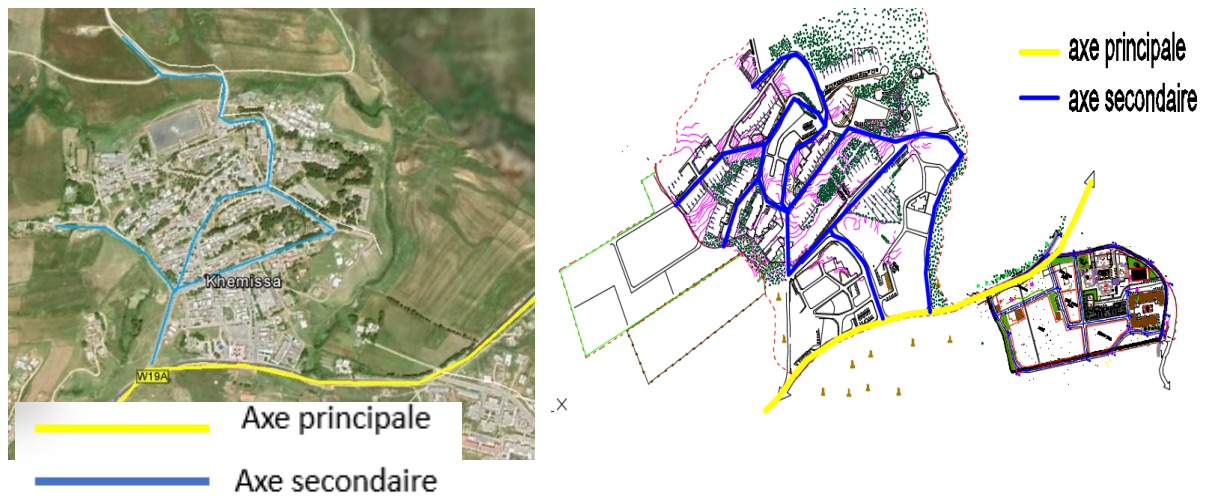 Khemissa
W19A
Axe principale
Axe secondaire
axe principale
axe secondaire
X